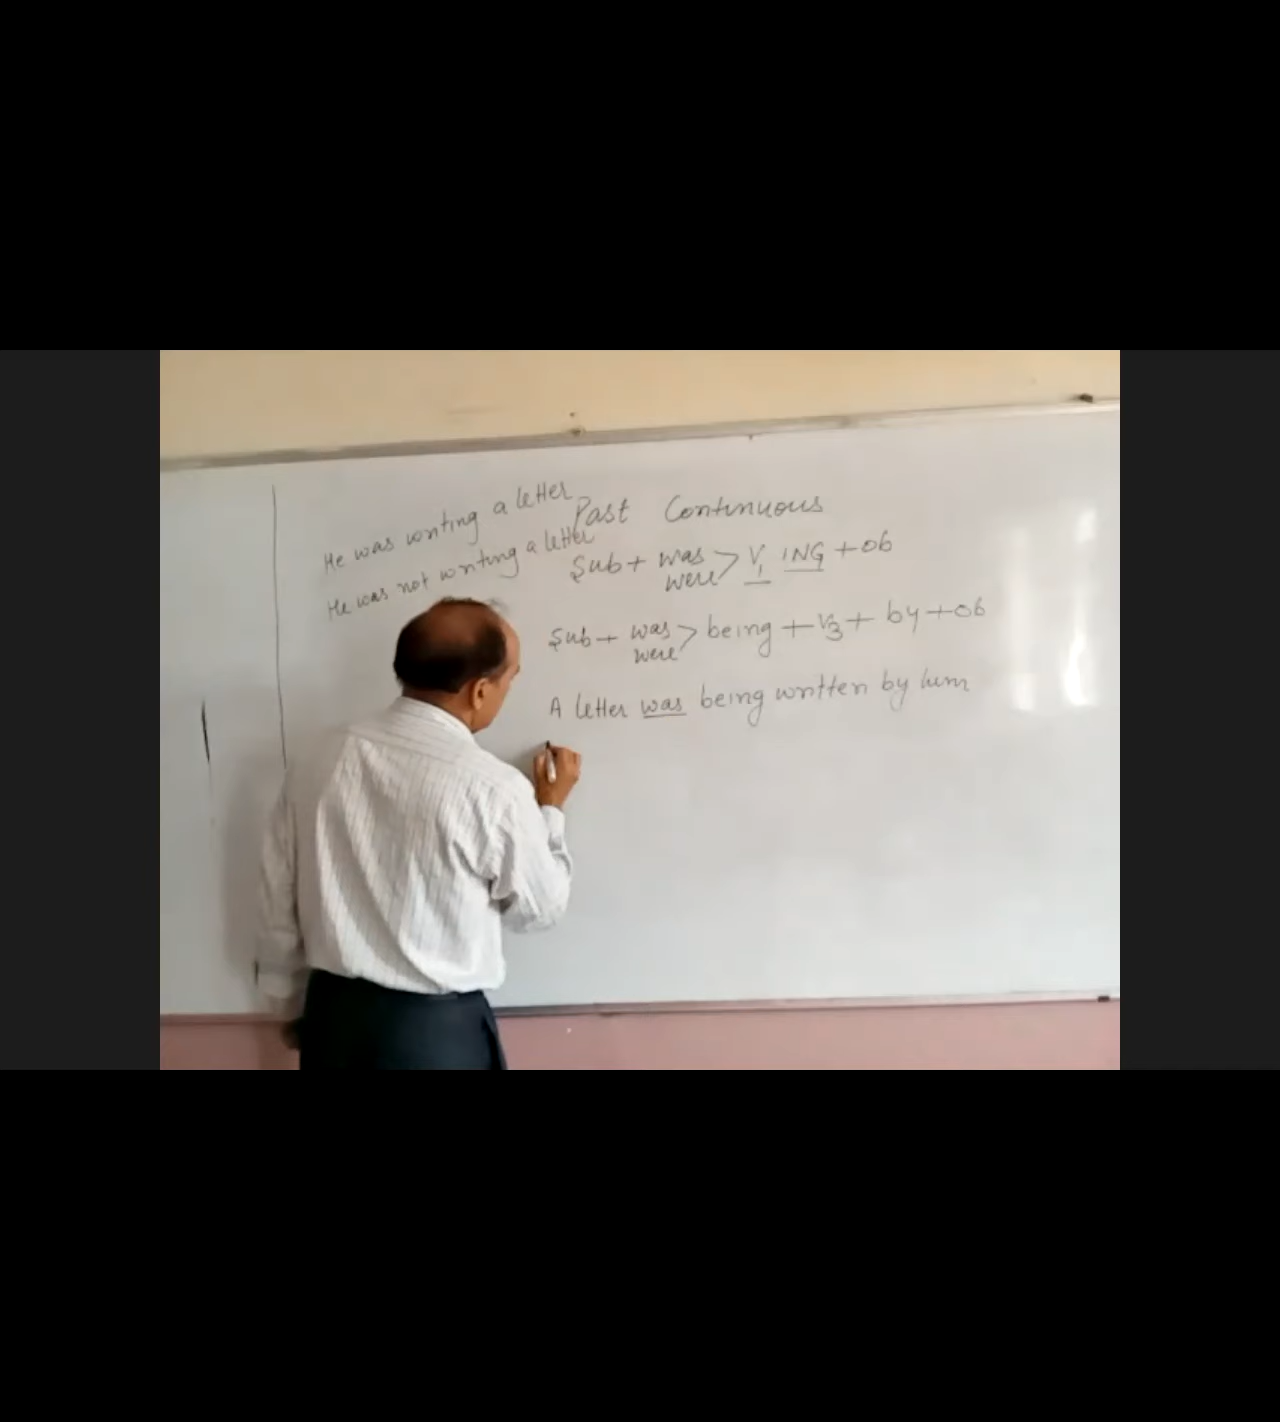 He was writing a letter
He was not writing a letter
Past Continuous
Sub + was
were > V1 ING + ob
Sub + was
were > being + V3 + by + ob
A letter was being written by him